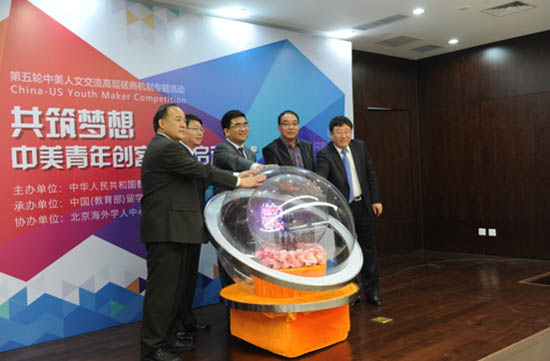 第五轮中美人文交流高层磋商机制专题活动
China-US Youth Maker Competition
共筑梦想
中美青年创客
主办单位：中华人民共和国教
承办单位：中国(教育部)留学
协办单位：北京海外学人中心